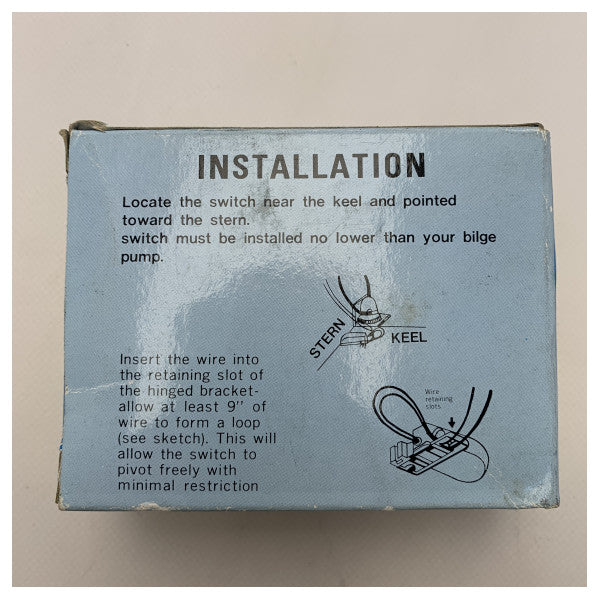 INSTALLATION
Locate the switch near the keel and pointed
toward the stern.
switch must be installed no lower than your bilge
pump.
STERN
KEEL
Insert the wire into
the retaining slot of
the hinged bracket-
allow at least 9" of
wire to form a loop
(see sketch). This will
allow the switch to
pivot freely with
minimal restriction
Wire
retaining
slots